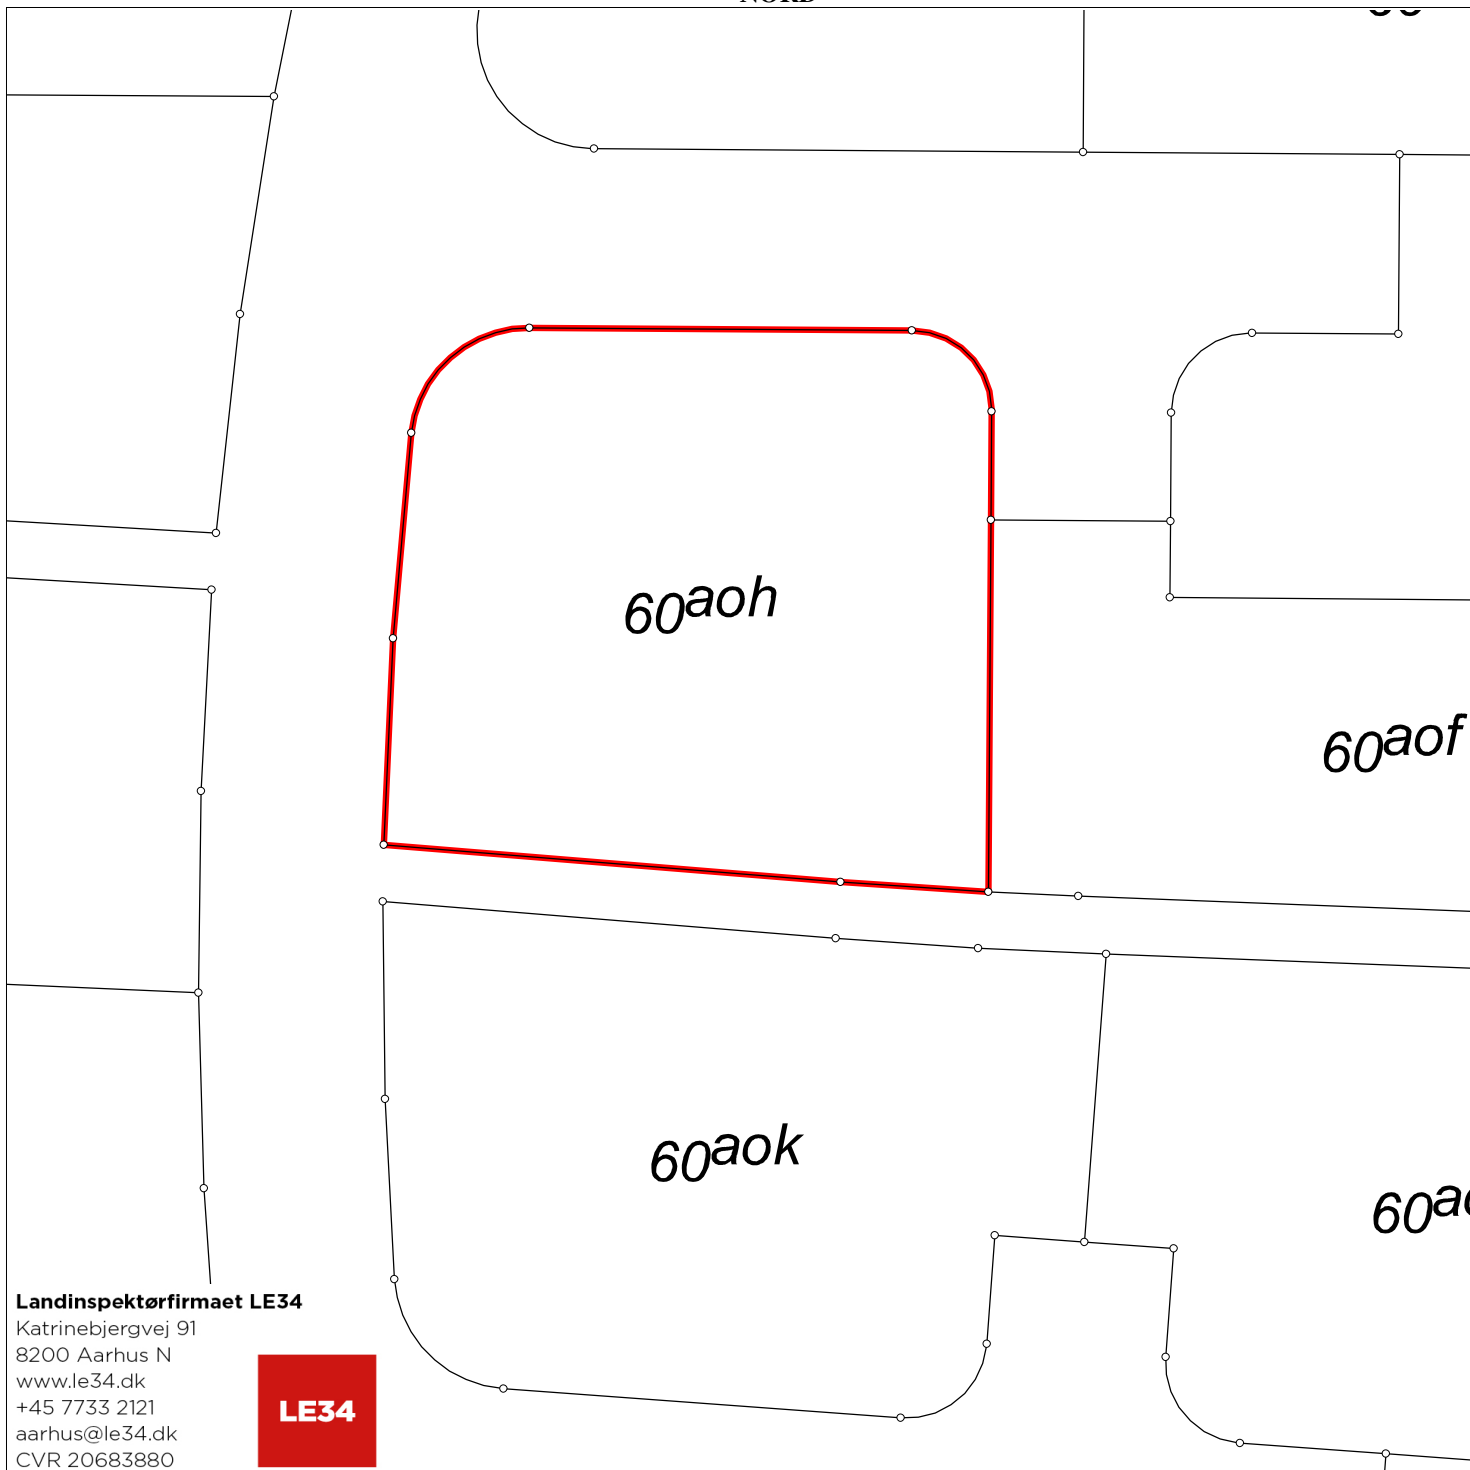 60aoh
60aof
60aok
Landinspektørfirmaet LE34
Katrinebjergvej 91
8200 Aarhus N
www.le34.dk
+45 7733 2121
aarhus@le34.dk
CVR 20683880
LE34